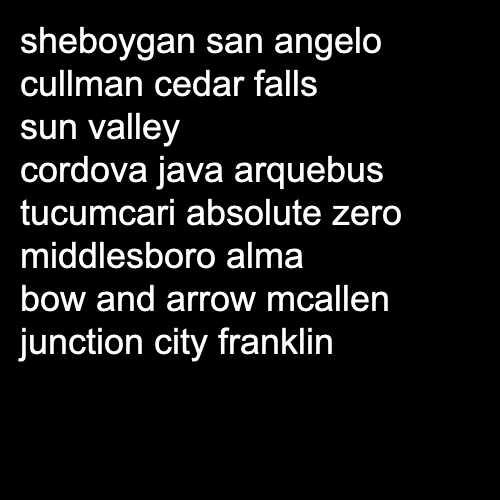 sheboygan san angelo
cullman cedar falls
sun valley
cordova java arquebus
tucumcari absolute zero
middlesboro alma
bow and arrow mcallen
junction city franklin